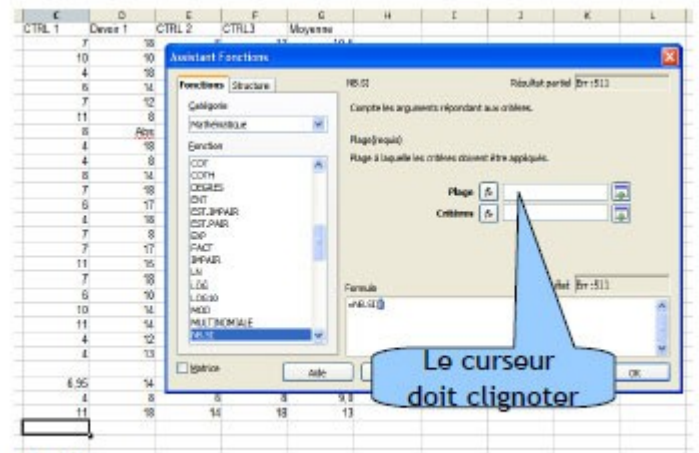 C D E F G H I J K L
CTRL 1 Devoir 1 CTRL 2 CTRL3 Moyenne
7 18
10 10
4 18
6 14
7 12
11 8
8 Abs
4 18
4 8
8 14
7 18
6 17
4 18
7 8
7 17
11 15
7 18
6 10
10 14
11 14
4 12
4 13
6,95 14
4 8 6 8 9,8
11 18 14 18 13
Assistant Fonctions
Fonctions Structure
Catégorie
Mathématique
Fonction
COT
COTH
DEGRES
ENT
EST.IMPAIR
EST.PAIR
EXP
FACT
IMPAIR
LN
LOG
LOG10
MOD
MULTINOMIALE
NB.SI
Matrice
Aide
NB.SI
Résultat partiel Err:511
Compte les arguments répondant aux critères.
Plage(requis)
Plage à laquelle les critères doivent être appliqués.
Plage
Critères
Formule
Err:511
=NB.SI()
OK
Le curseur
doit clignoter